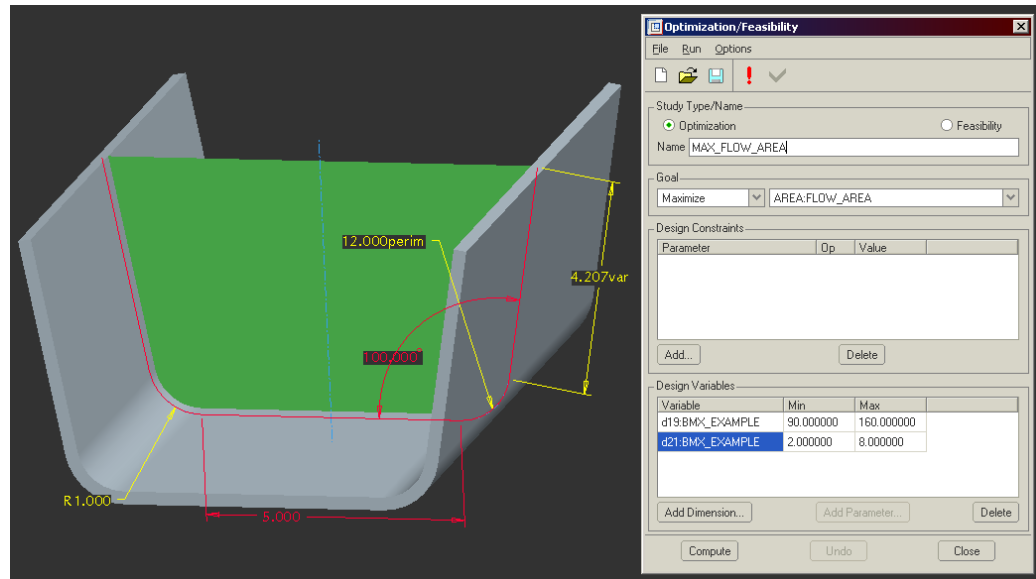 12.000perim
4.207var
100.000°
R1.000
5.000
Optimization/Feasibility
File Run Options
Study Type/Name
Optimization Feasibility
Name MAX_FLOW_AREA
Goal
Maximize AREA:FLOW_AREA
Design Constraints
Parameter Op Value
Add... Delete
Design Variables
Variable Min Max
d19:BMX_EXAMPLE 90.000000 160.000000
d21:BMX_EXAMPLE 2.000000 8.000000
Add Dimension... Add Parameter... Delete
Compute Undo Close